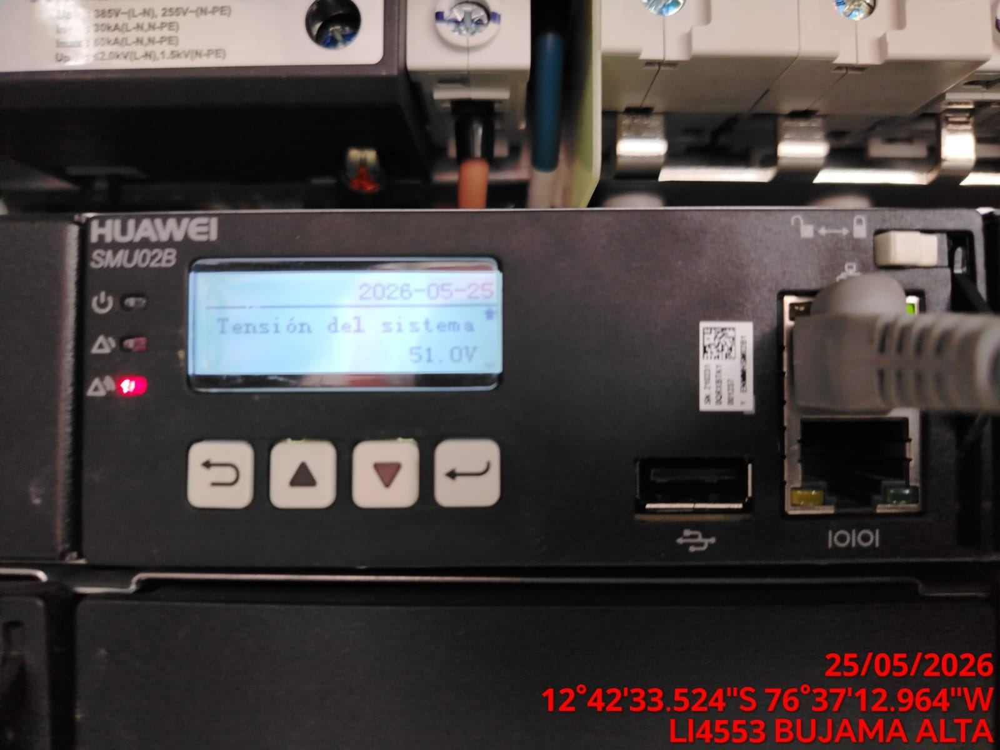 385V~(L-N), 255V~(N-PE)
30kA(L-N,N-PE)
60kA(L-N,N-PE)
Up : ≤2.0kV(L-N),1.5kV(N-PE)
HUAWEI
SMU02B
2026-05-25
Tensión del sistema
51.0V
|O|O|
25/05/2026
12°42'33.524"S 76°37'12.964"W
LI4553 BUJAMA ALTA